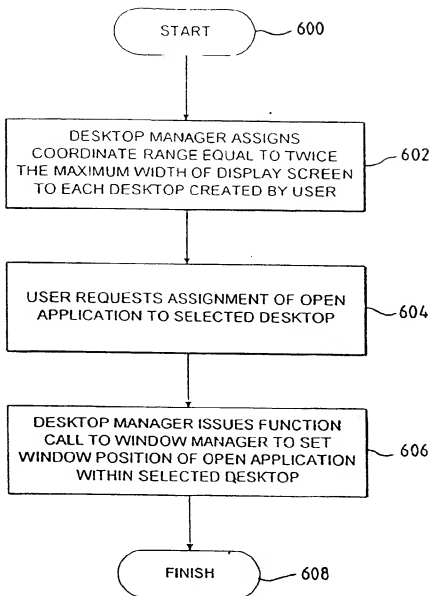 START
600
DESKTOP MANAGER ASSIGNS
COORDINATE RANGE EQUAL TO TWICE
THE MAXIMUM WIDTH OF DISPLAY SCREEN
TO EACH DESKTOP CREATED BY USER
602
USER REQUESTS ASSIGNMENT OF OPEN
APPLICATION TO SELECTED DESKTOP
604
DESKTOP MANAGER ISSUES FUNCTION
CALL TO WINDOW MANAGER TO SET
WINDOW POSITION OF OPEN APPLICATION
WITHIN SELECTED DESKTOP
606
FINISH
608